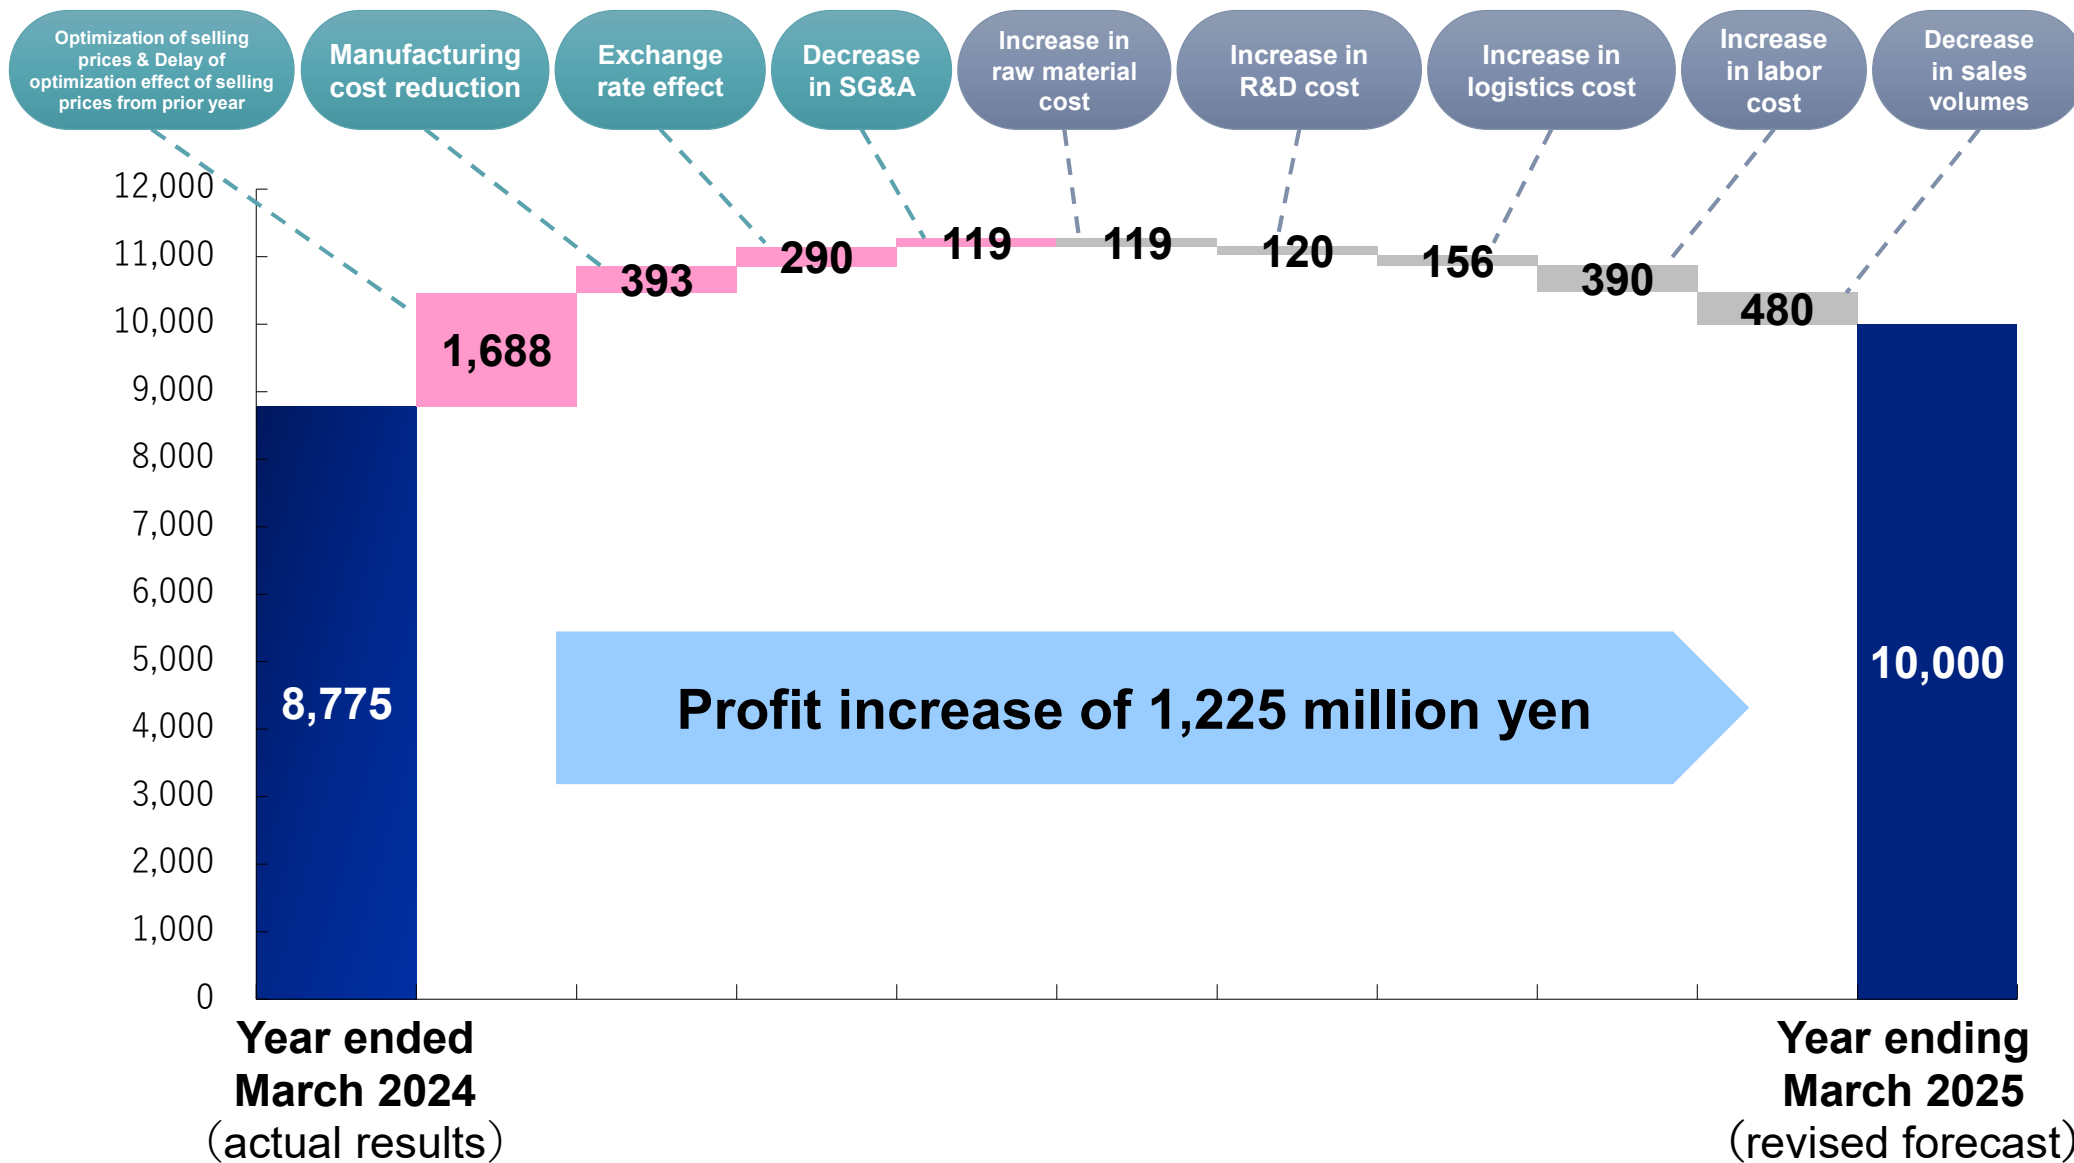 Optimization of selling
prices & Delay of
optimization effect of selling
prices from prior year
Manufacturing
cost reduction
Exchange
rate effect
Decrease
in SG&A
Increase in
raw material
cost
Increase in
R&D cost
Increase in
logistics cost
Increase
in labor
cost
Decrease
in sales
volumes
12,000
11,000
10,000
9,000
8,000
7,000
6,000
5,000
4,000
3,000
2,000
1,000
0
8,775
1,688
393
290
119
119
120
156
390
480
10,000
Profit increase of 1,225 million yen
Year ended
March 2024
（actual results）
Year ending
March 2025
（revised forecast）